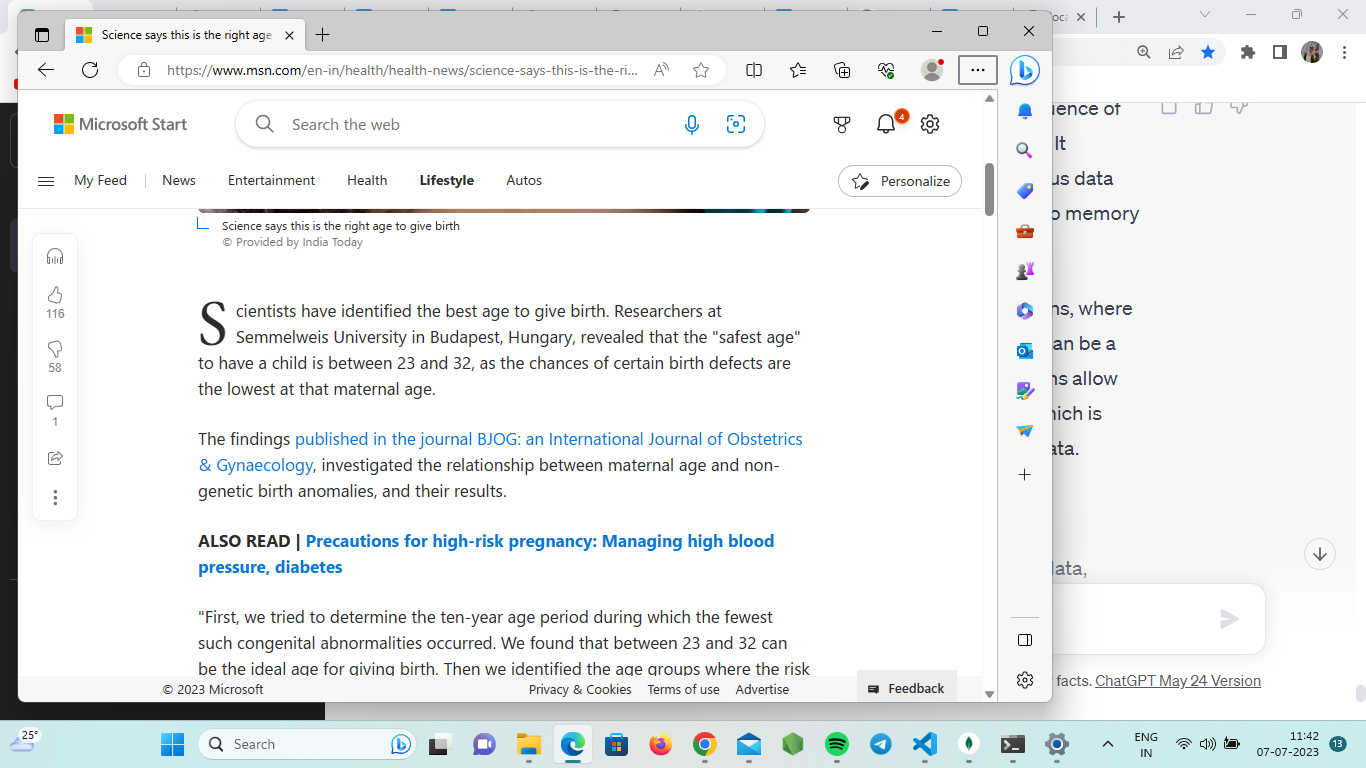 Science says this is the right age
https://www.msn.com/en-in/health/health-news/science-says-this-is-the-ri...
Microsoft Start
Search the web
4
My Feed
News
Entertainment
Health
Lifestyle
Autos
Personalize
Science says this is the right age to give birth
© Provided by India Today
116
58
1
Scientists have identified the best age to give birth. Researchers at
Semmelweis University in Budapest, Hungary, revealed that the "safest age"
to have a child is between 23 and 32, as the chances of certain birth defects are
the lowest at that maternal age.
The findings published in the journal BJOG: an International Journal of Obstetrics
& Gynaecology, investigated the relationship between maternal age and non-
genetic birth anomalies, and their results.
ALSO READ | Precautions for high-risk pregnancy: Managing high blood
pressure, diabetes
"First, we tried to determine the ten-year age period during which the fewest
such congenital abnormalities occurred. We found that between 23 and 32 can
be the ideal age for giving birth. Then we identified the age groups where the risk
© 2023 Microsoft
Privacy & Cookies
Terms of use
Advertise
Feedback
of
It
data
memory
where
be a
allow
is
data,
facts. ChatGPT May 24 Version
25°
Search
ENG
IN
11:42
07-07-2023
13